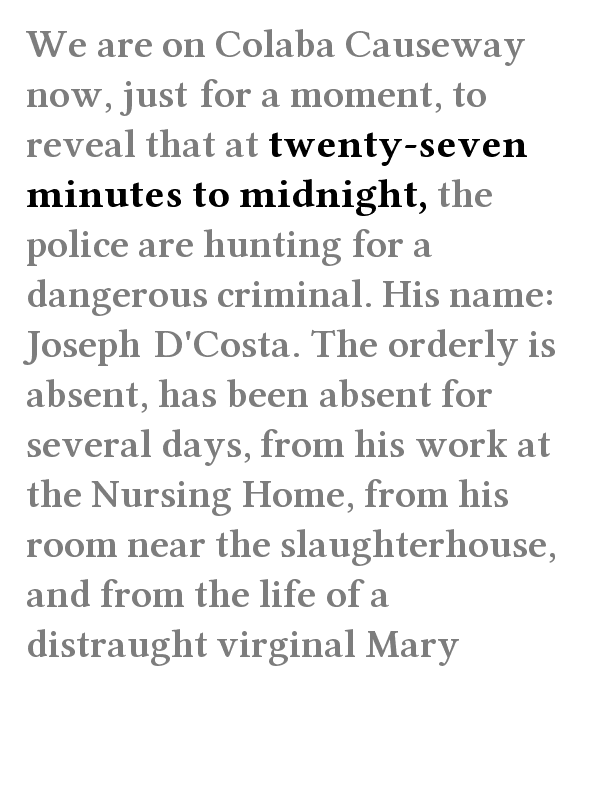 We are on Colaba Causeway
now, just for a moment, to
reveal that at twenty-seven
minutes to midnight, the
police are hunting for a
dangerous criminal. His name:
Joseph D'Costa. The orderly is
absent, has been absent for
several days, from his work at
the Nursing Home, from his
room near the slaughterhouse,
and from the life of a
distraught virginal Mary